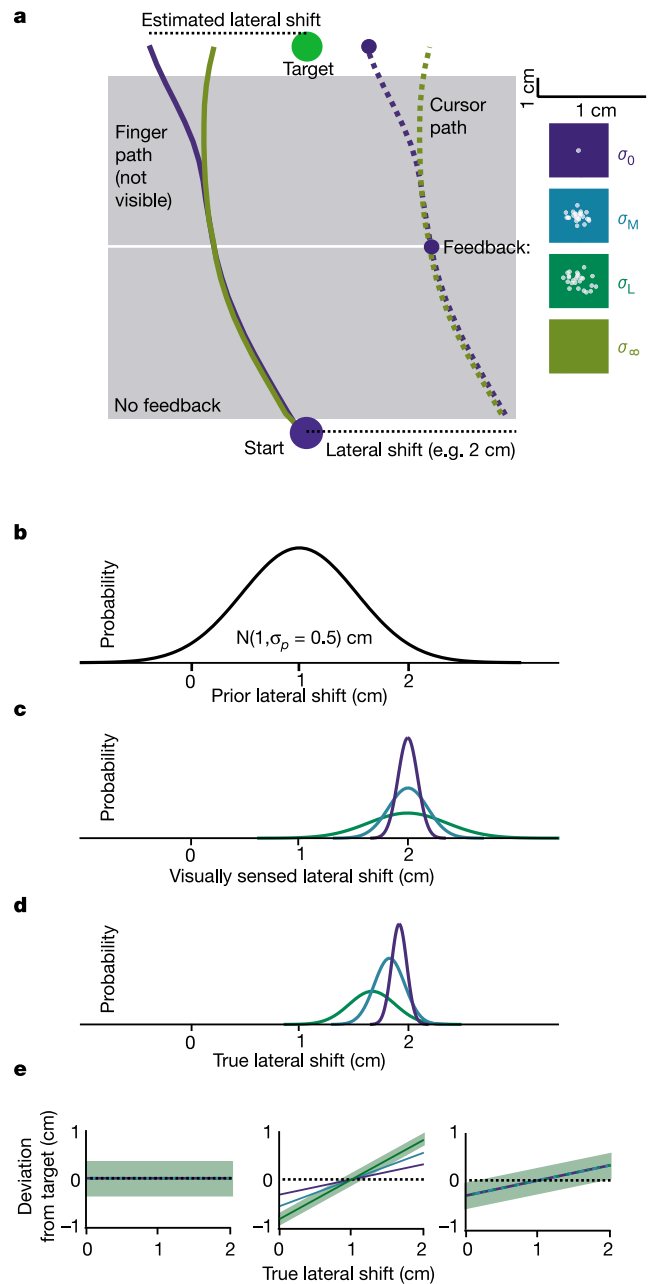 a
Estimated lateral shift
Target
1 cm
1 cm
Finger
path
(not
visible)
Cursor
path
σ0
σM
Feedback:
σL
σ∞
No feedback
Start
Lateral shift (e.g. 2 cm)
b
Probability
N(1,σp = 0.5) cm
0 1 2
Prior lateral shift (cm)
c
Probability
0 1 2
Visually sensed lateral shift (cm)
d
Probability
0 1 2
True lateral shift (cm)
e
Deviation
from target (cm)
1 1 1
0 0 0
−1 −1 −1
0 1 2 0 1 2 0 1 2
True lateral shift (cm)